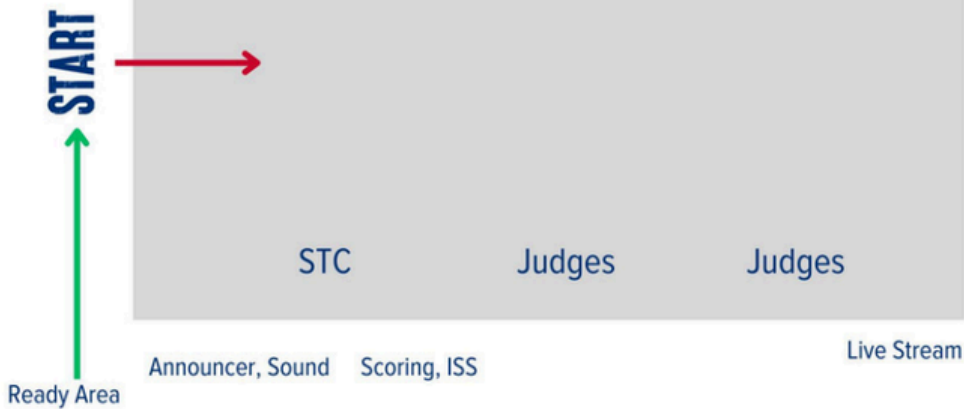 START
STC Judges Judges
Live Stream
Announcer, Sound Scoring, ISS
Ready Area